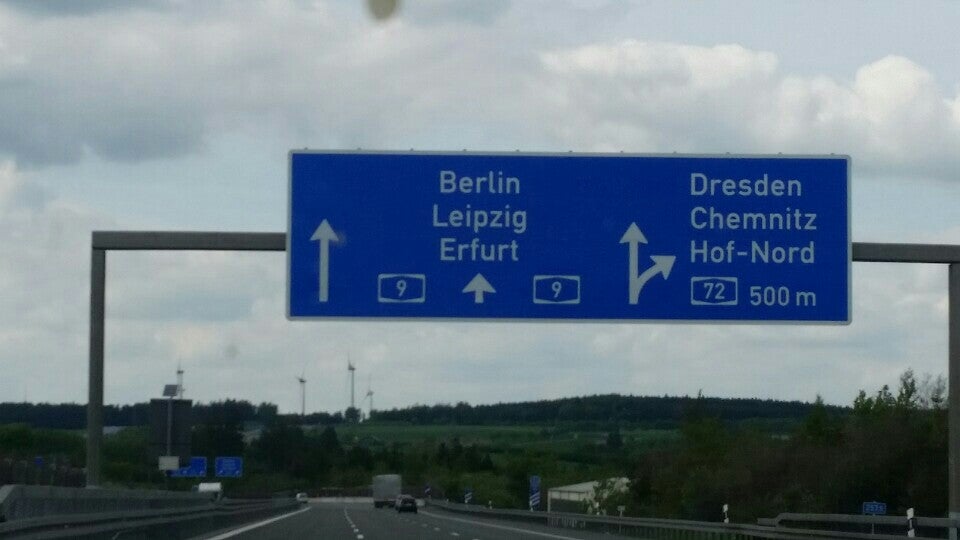 Berlin
Leipzig
Erfurt
9
9
Dresden
Chemnitz
Hof-Nord
72 500 m